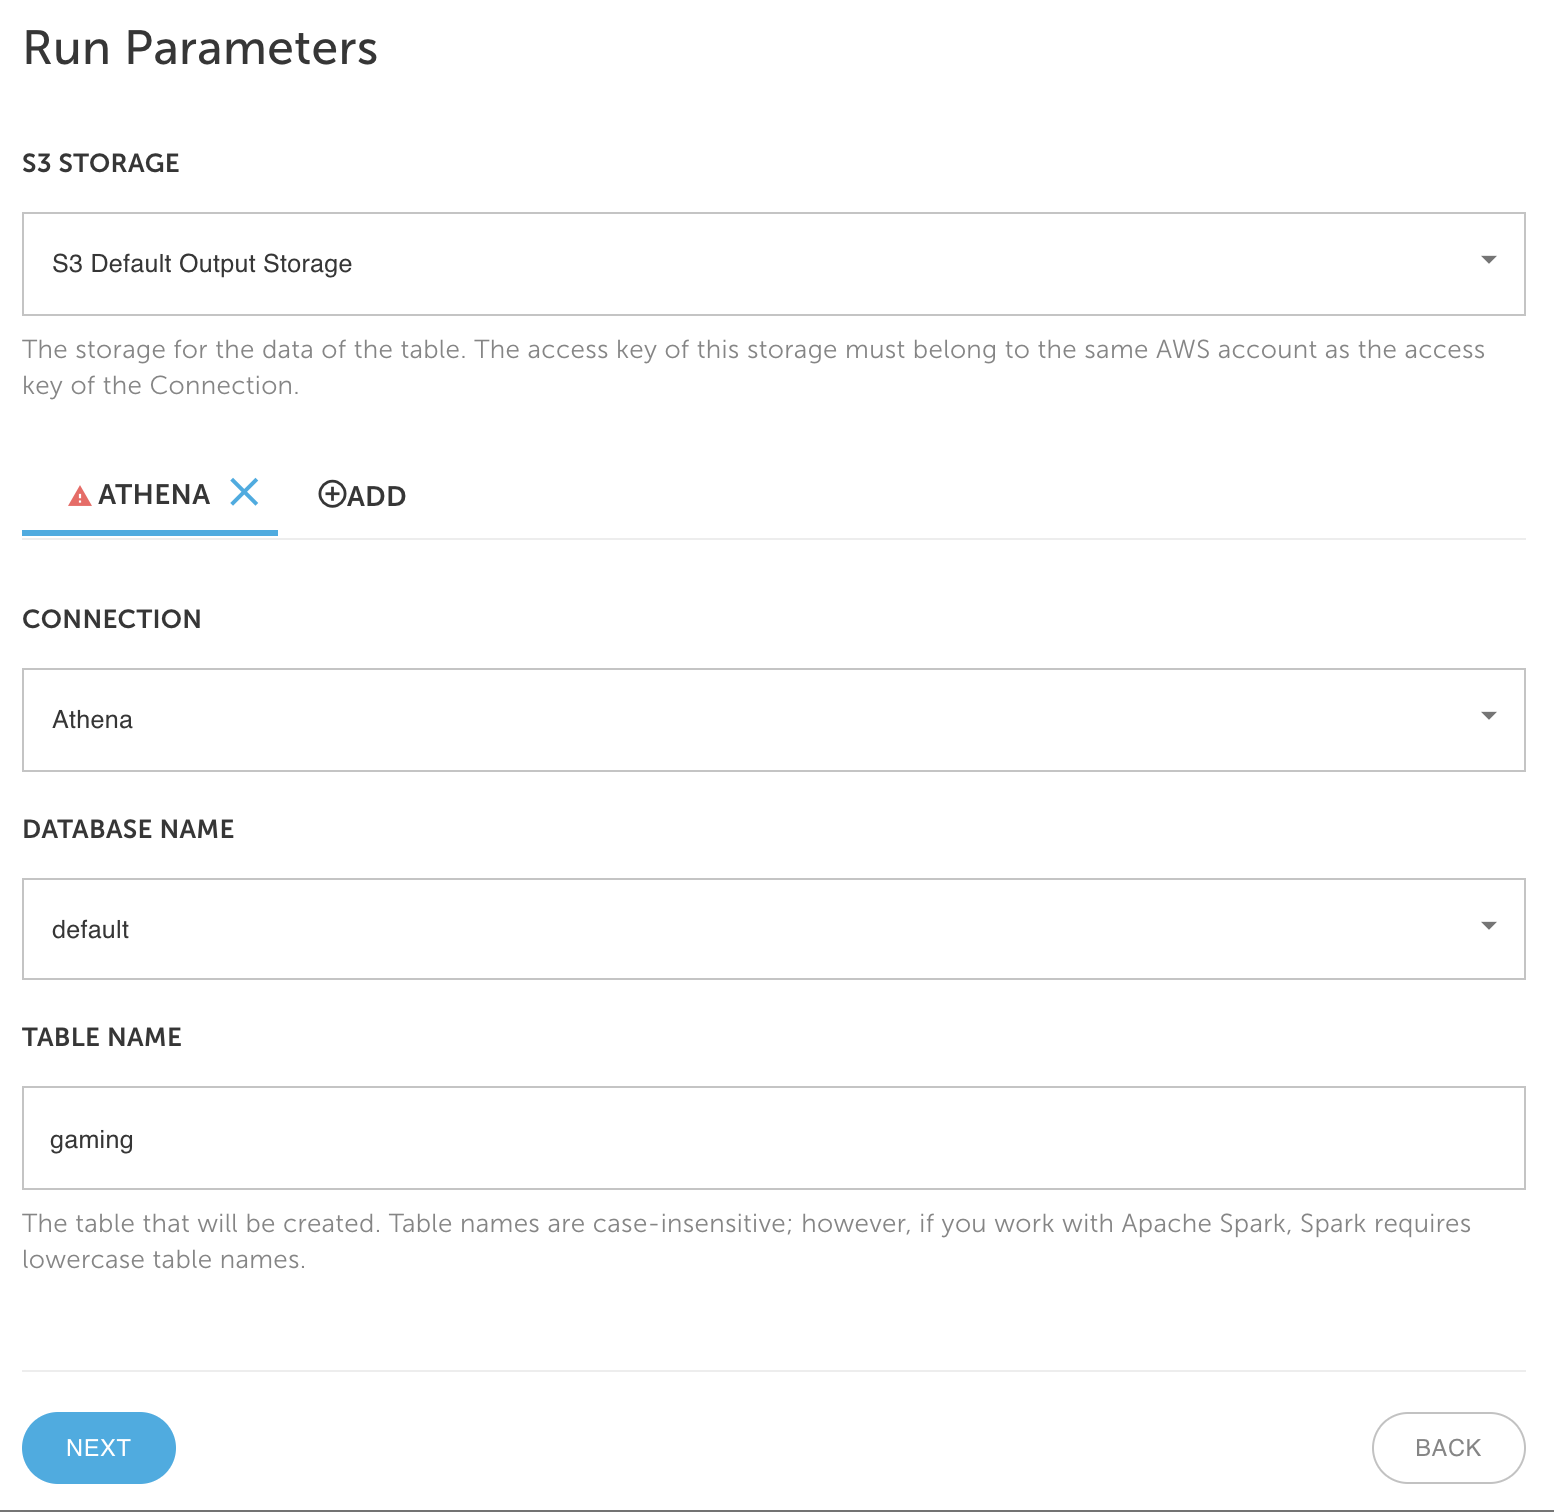 Run Parameters
S3 STORAGE
S3 Default Output Storage
The storage for the data of the table. The access key of this storage must belong to the same AWS account as the access
key of the Connection.
ATHENA ADD
CONNECTION
Athena
DATABASE NAME
default
TABLE NAME
gaming
The table that will be created. Table names are case-insensitive; however, if you work with Apache Spark, Spark requires
lowercase table names.
NEXT BACK